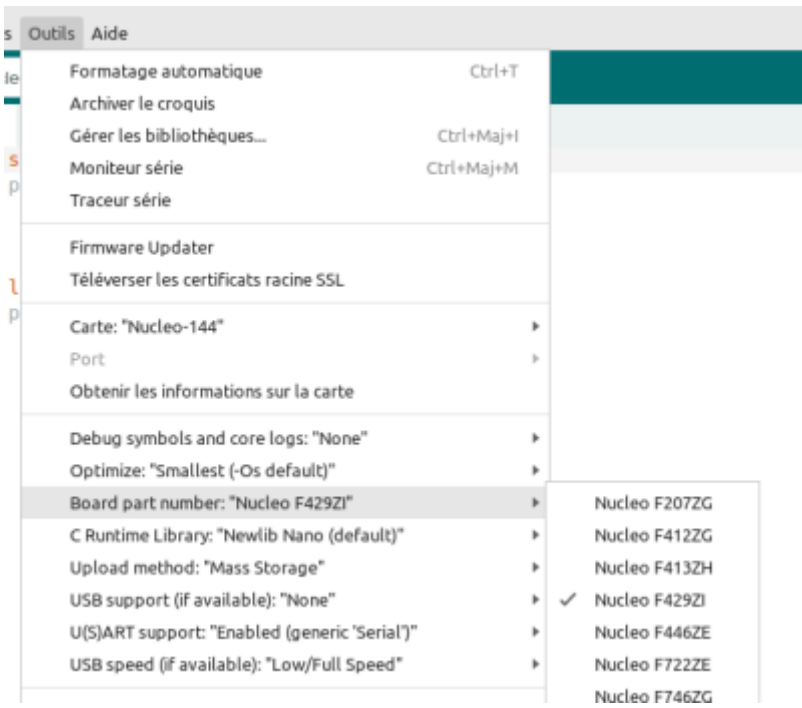 s Outils Aide
de
Formatage automatique Ctrl+T
Archiver le croquis
Gérer les bibliothèques... Ctrl+Maj+I
s
Moniteur série Ctrl+Maj+M
p
Traceur série
Firmware Updater
l
Téléverser les certificats racine SSL
p
Carte: "Nucleo-144"
Port
Obtenir les informations sur la carte
Debug symbols and core logs: "None"
Optimize: "Smallest (-Os default)"
Board part number: "Nucleo F429ZI"
C Runtime Library: "Newlib Nano (default)"
Upload method: "Mass Storage"
USB support (if available): "None"
U(S)ART support: "Enabled (generic 'Serial')"
USB speed (if available): "Low/Full Speed"
Nucleo F207ZG
Nucleo F412ZG
Nucleo F413ZH
Nucleo F429ZI
Nucleo F446ZE
Nucleo F722ZE
Nucleo F746ZG